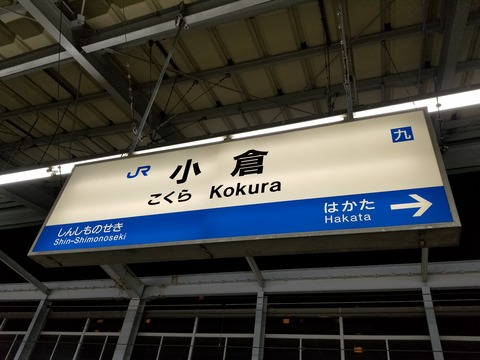 九
JR 小倉
こくら Kokura
しんしものせき
Shin-Shimonoseki
はかた →
Hakata